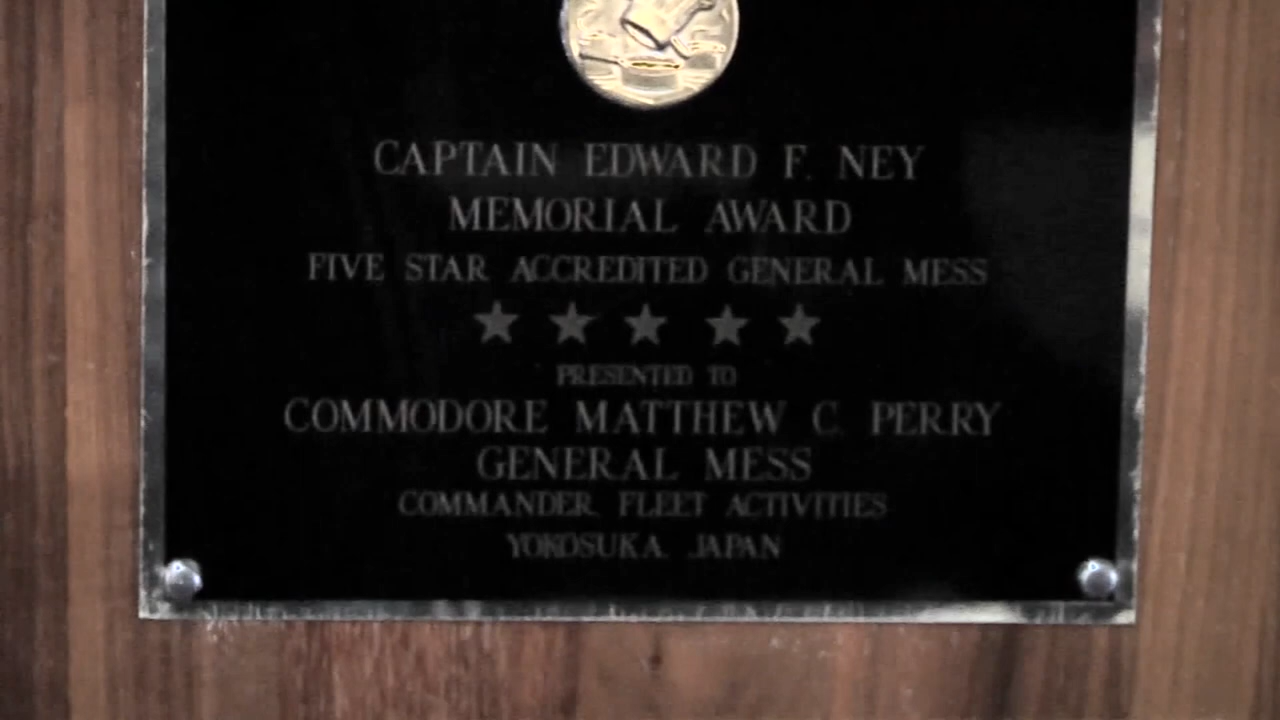 CAPTAIN EDWARD F. NEY
MEMORIAL AWARD
FIVE STAR ACCREDITED GENERAL MESS
PRESENTED TO
COMMODORE MATTHEW C. PERRY
GENERAL MESS
COMMANDER, FLEET ACTIVITIES
YOKOSUKA, JAPAN